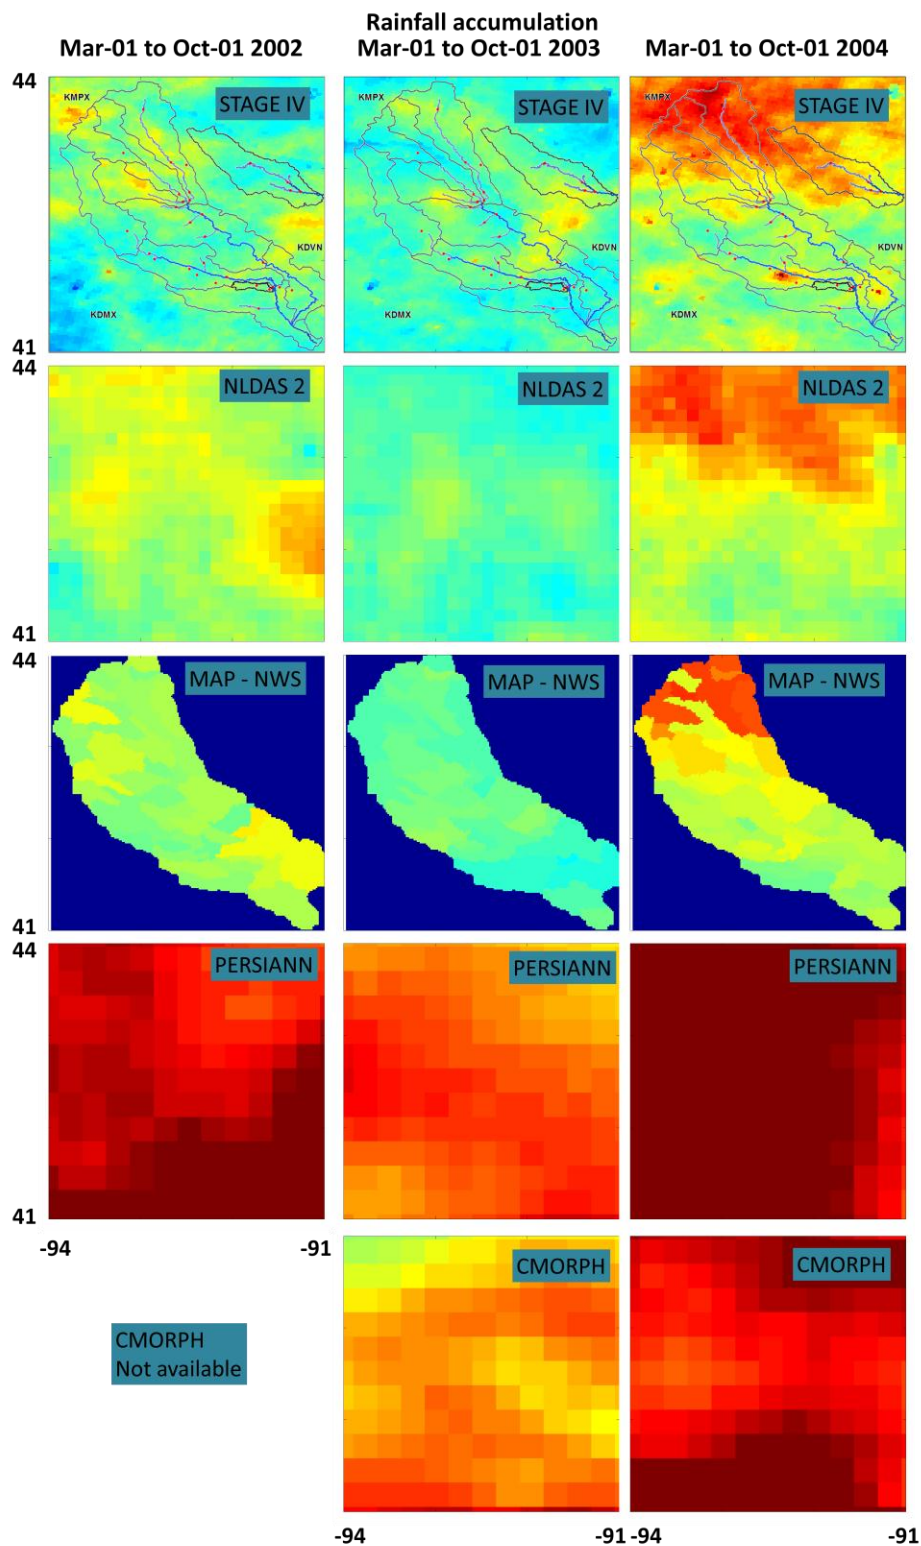 Rainfall accumulation
Mar-01 to Oct-01 2002
Mar-01 to Oct-01 2003
Mar-01 to Oct-01 2004
44
KMPX
STAGE IV
KDVN
KDMX
41
STAGE IV
KDVN
KDMX
KMPX
STAGE IV
KDVN
KDMX
44
NLDAS 2
NLDAS 2
NLDAS 2
41
44
MAP - NWS
MAP - NWS
MAP - NWS
41
44
PERSIANN
PERSIANN
PERSIANN
41
-94
-91
CMORPH
Not available
CMORPH
CMORPH
-94
-91
-94
-91